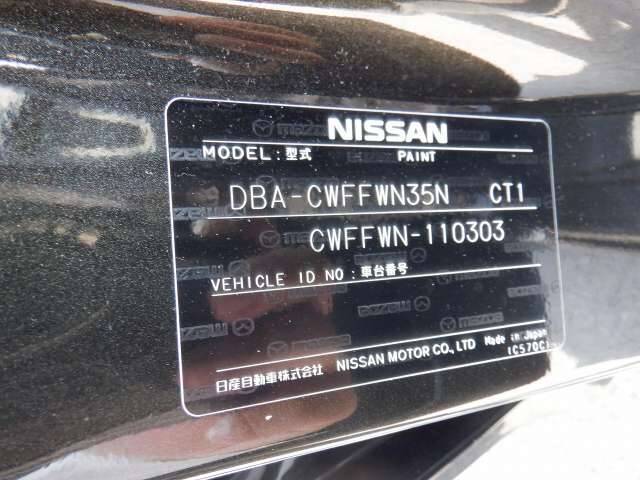 NISSAN
MODEL : 型式 PAINT
DBA-CWFFWN35N CT1
CWFFWN-110303
VEHICLE ID NO : 車台番号
日産自動車株式会社 NISSAN MOTOR CO., LTD Made in Japan
(C570C)